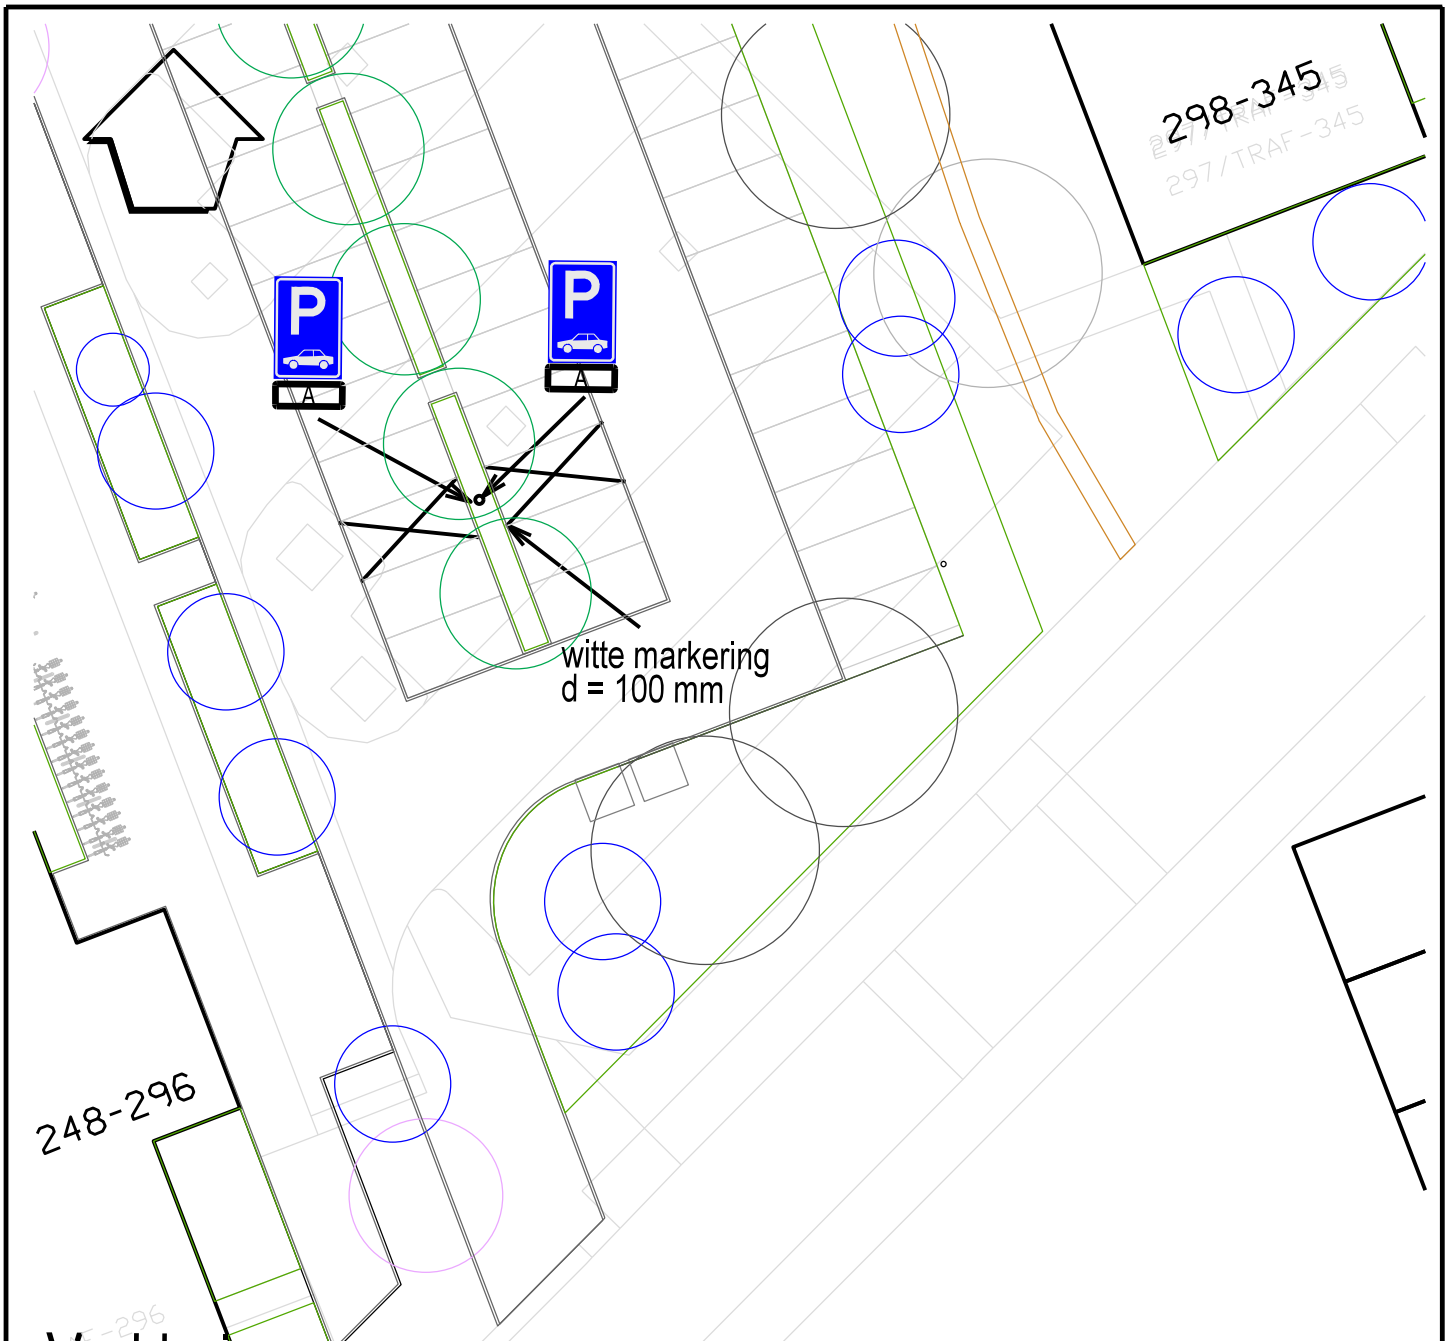 298-345
297/TRAF-345
P
A
P
A
witte markering
d = 100 mm
248-296